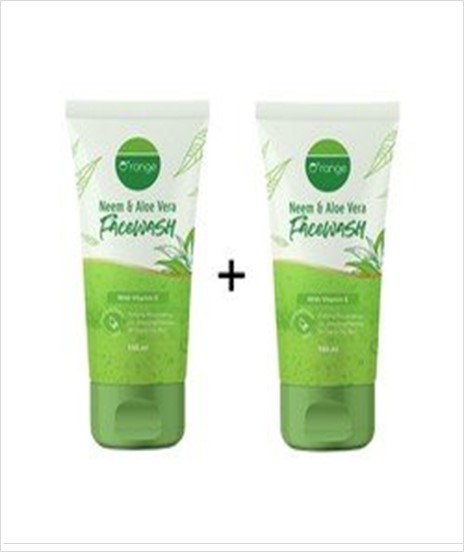 O'range
Neem & Aloe Vera
FACEWASH
With Vitamin E
100 ml
+
O'range
Neem & Aloe Vera
FACEWASH
With Vitamin E
100 ml